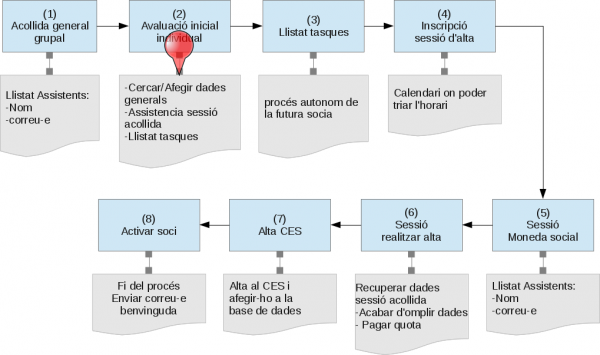 (1)
Acollida general
grupal
(2)
Avaluació inicial
individual
(3)
Llistat tasques
(4)
Inscripció
sessió d'alta
Llistat Assistents:
-Nom
-correu-e
-Cercar/Afegir dades
generals
-Assistencia sessió
acollida
-Llistat tasques
procés autonom de
la futura socia
Calendari on poder
triar l'horari
(8)
Activar soci
(7)
Alta CES
(6)
Sessió
realitzar alta
(5)
Sessió
Moneda social
Fi del procés
Enviar correu-e
benvinguda
Alta al CES i
afegir-ho a la
base de dades
Recuperar dades
sessió acollida
- Acabar d'omplir dades
- Pagar quota
Llistat Assistents:
-Nom
-correu-e